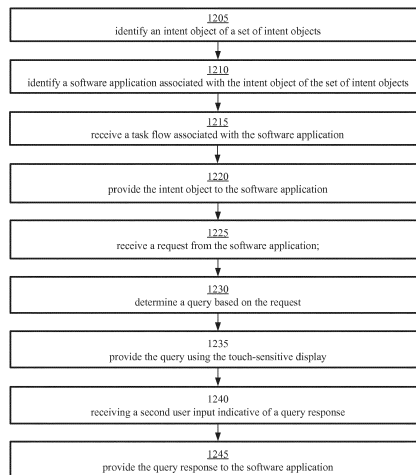 1205
identify an intent object of a set of intent objects
1210
identify a software application associated with the intent object of the set of intent objects
1215
receive a task flow associated with the software application
1220
provide the intent object to the software application
1225
receive a request from the software application;
1230
determine a query based on the request
1235
provide the query using the touch-sensitive display
1240
receiving a second user input indicative of a query response
1245
provide the query response to the software application